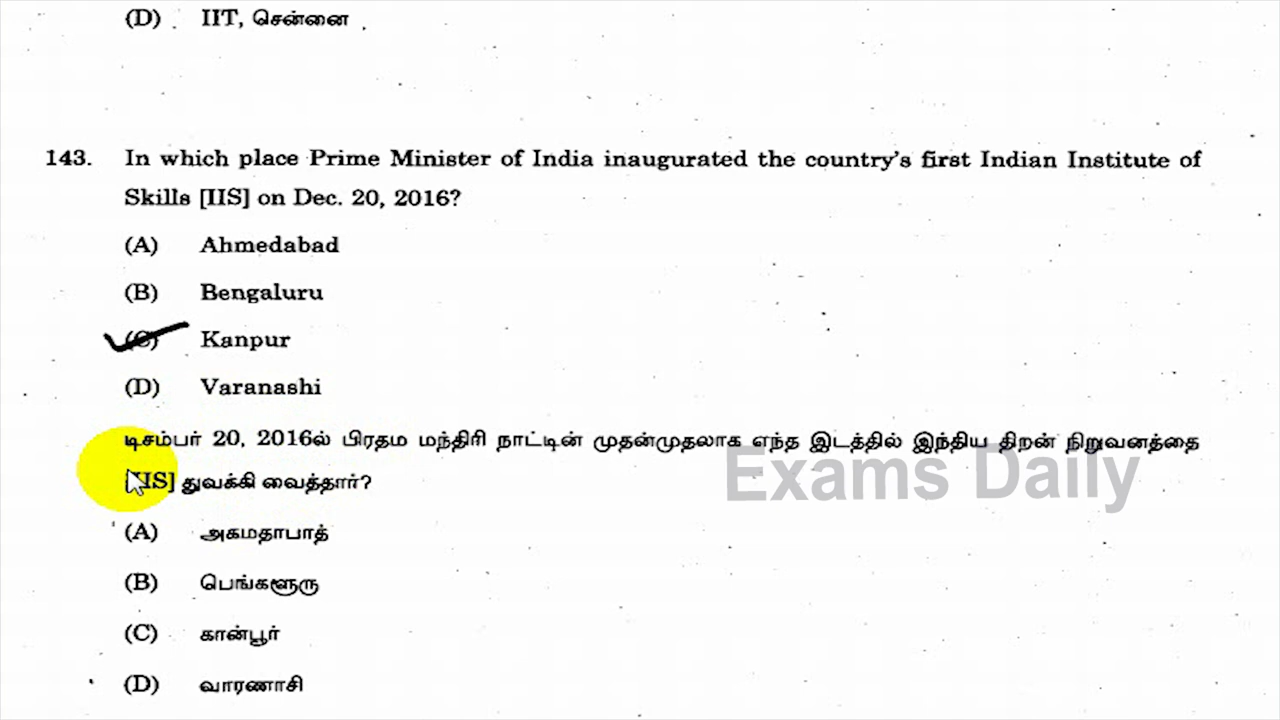 (D) IIT, சென்னை
143. In which place Prime Minister of India inaugurated the country's first Indian Institute of
Skills [IIS] on Dec. 20, 2016?
(A) Ahmedabad
(B) Bengaluru
(C) Kanpur
(D) Varanashi
டிசம்பர் 20, 2016ல் பிரதம மந்திரி நாட்டின் முதன்முதலாக எந்த இடத்தில் இந்திய திறன் நிறுவனத்தை
[IIS] துவக்கி வைத்தார்?
Exams Daily
(A) அகமதாபாத்
(B) பெங்களூரு
(C) கான்பூர்
(D) வாரணாசி